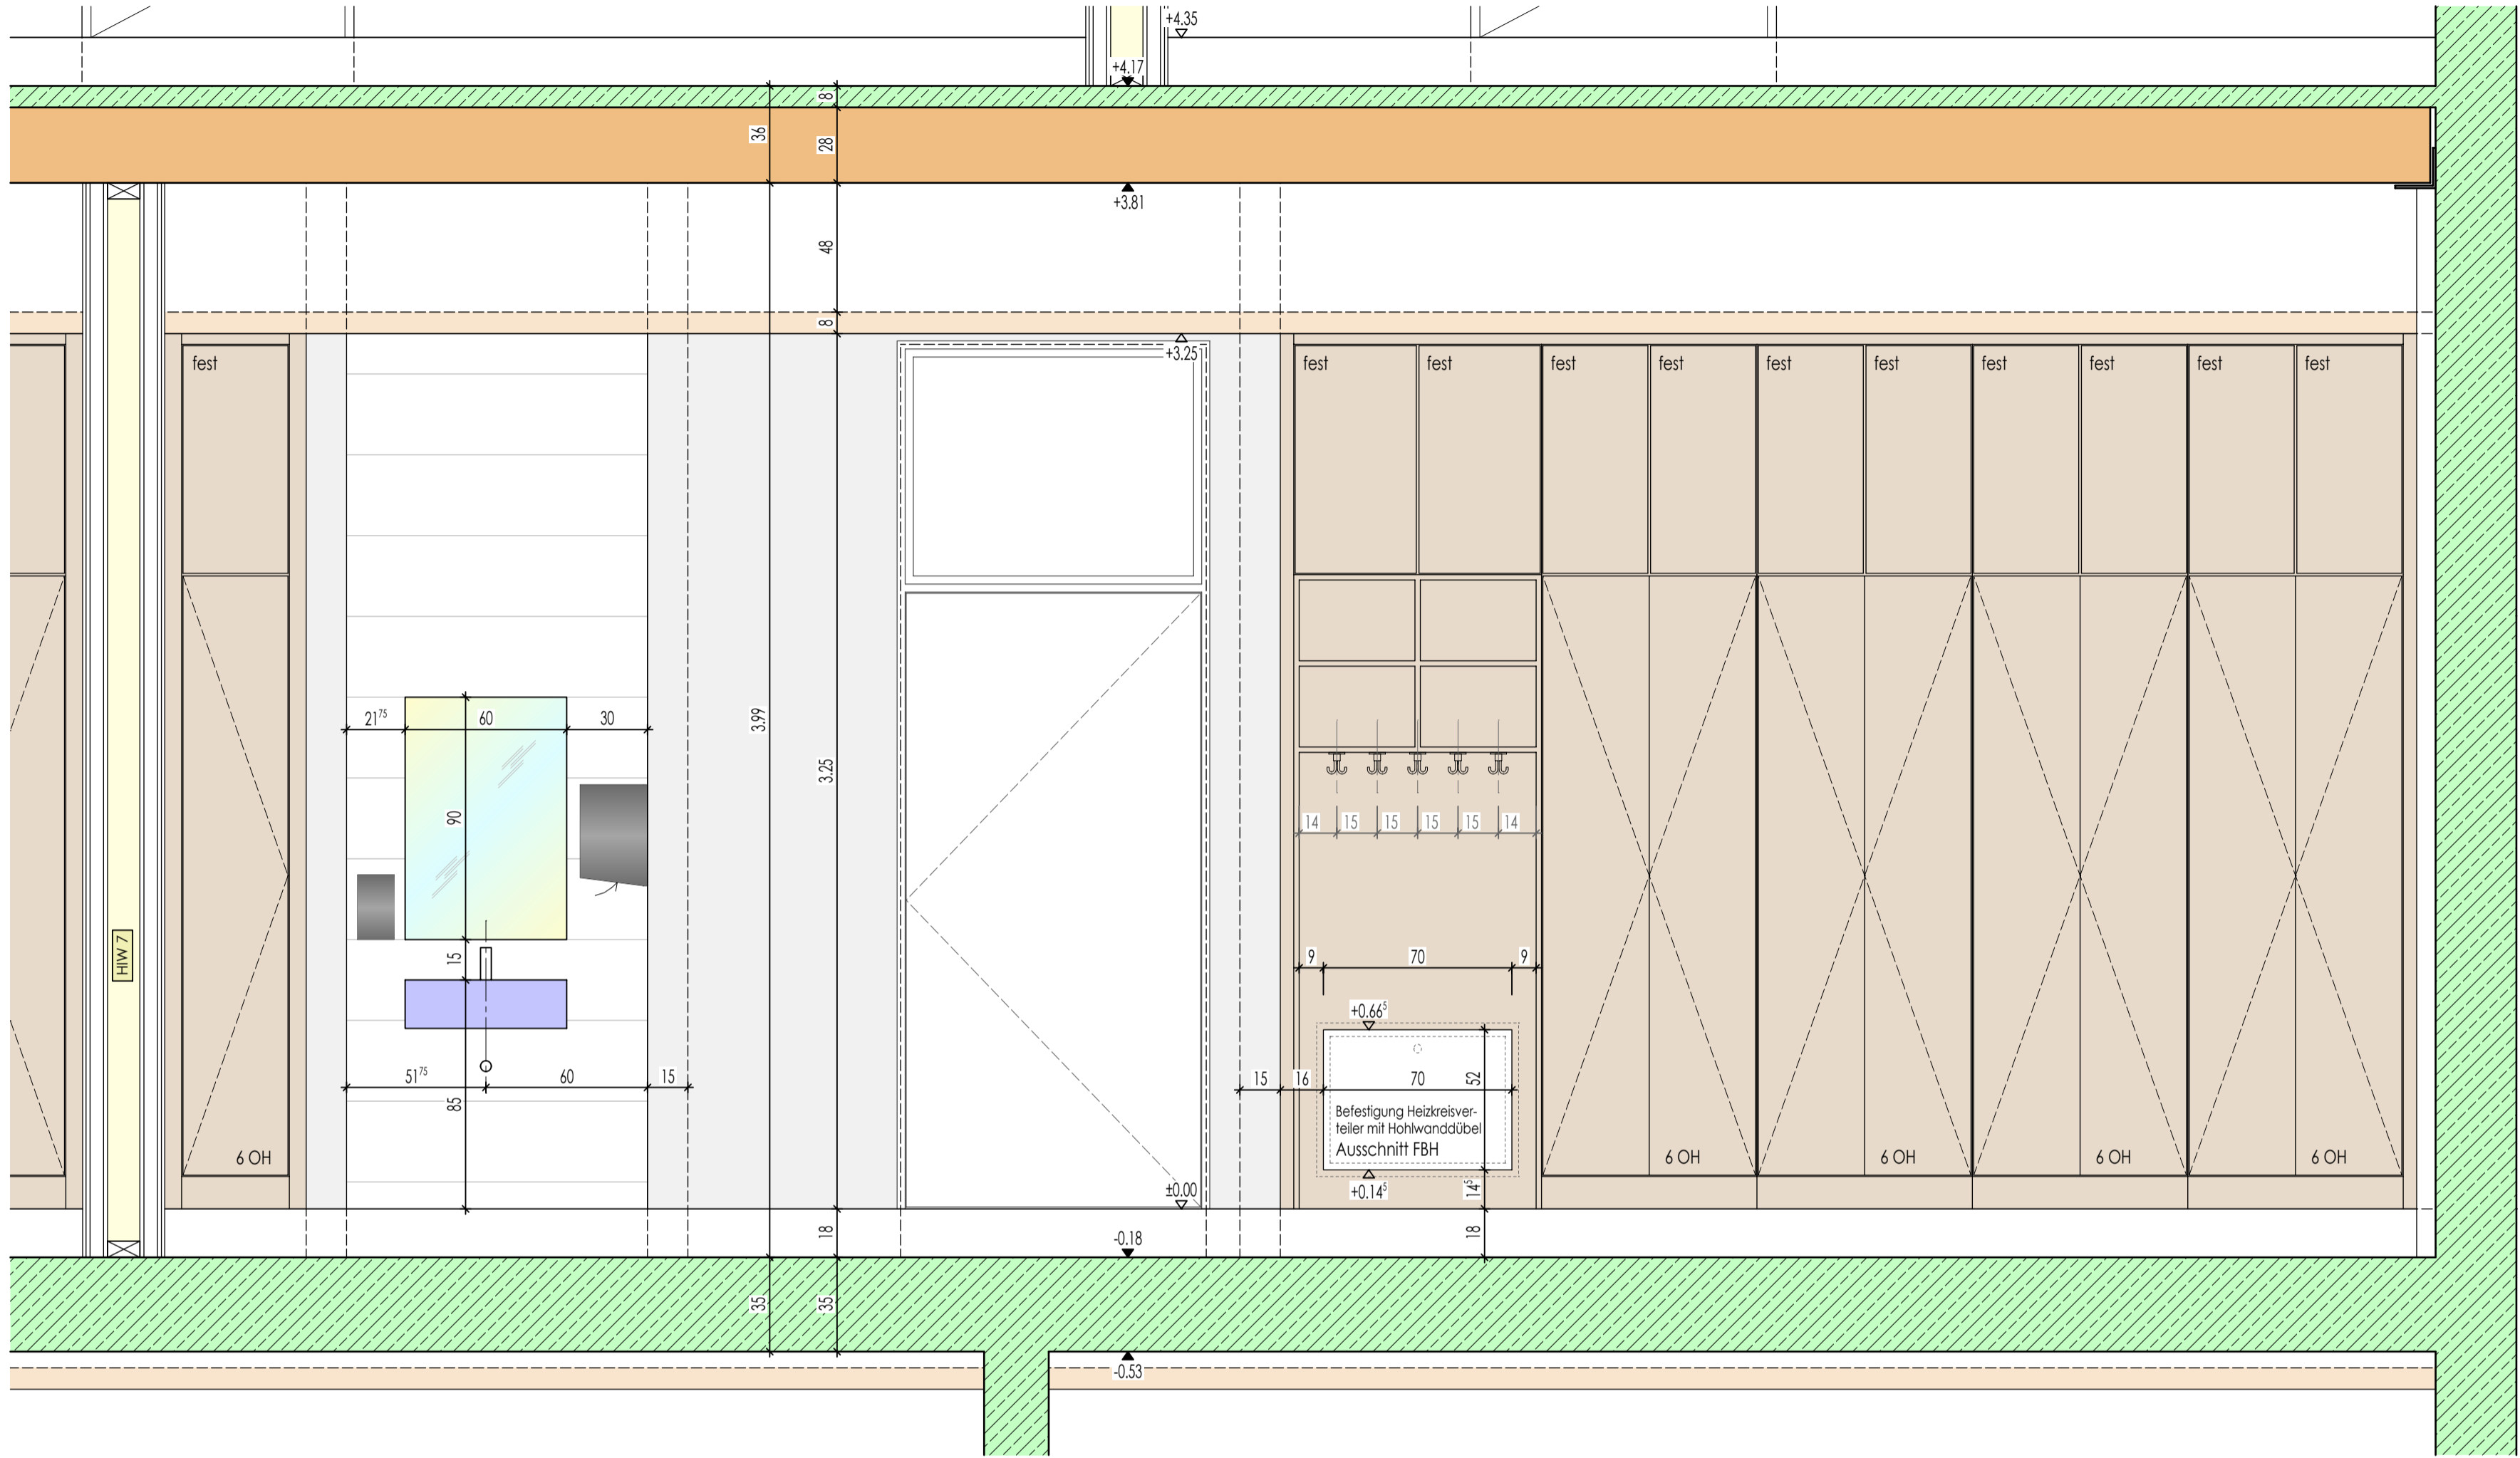 +4.35
+4.17
8
36
28
+3.81
48
8
+3.25
fest
fest
fest
fest
fest
fest
fest
fest
fest
fest
fest
21⁷⁵
60
30
3.99
3.25
90
14
15
15
15
15
14
HIW 7
15
9
70
9
+0.66⁵
51⁷⁵
60
15
85
15
16
70
52
Befestigung Heizkreisver-
teiler mit Hohlwanddübel
Ausschnitt FBH
6 OH
6 OH
6 OH
6 OH
6 OH
±0.00
+0.14⁵
14⁵
18
-0.18
18
35
35
-0.53